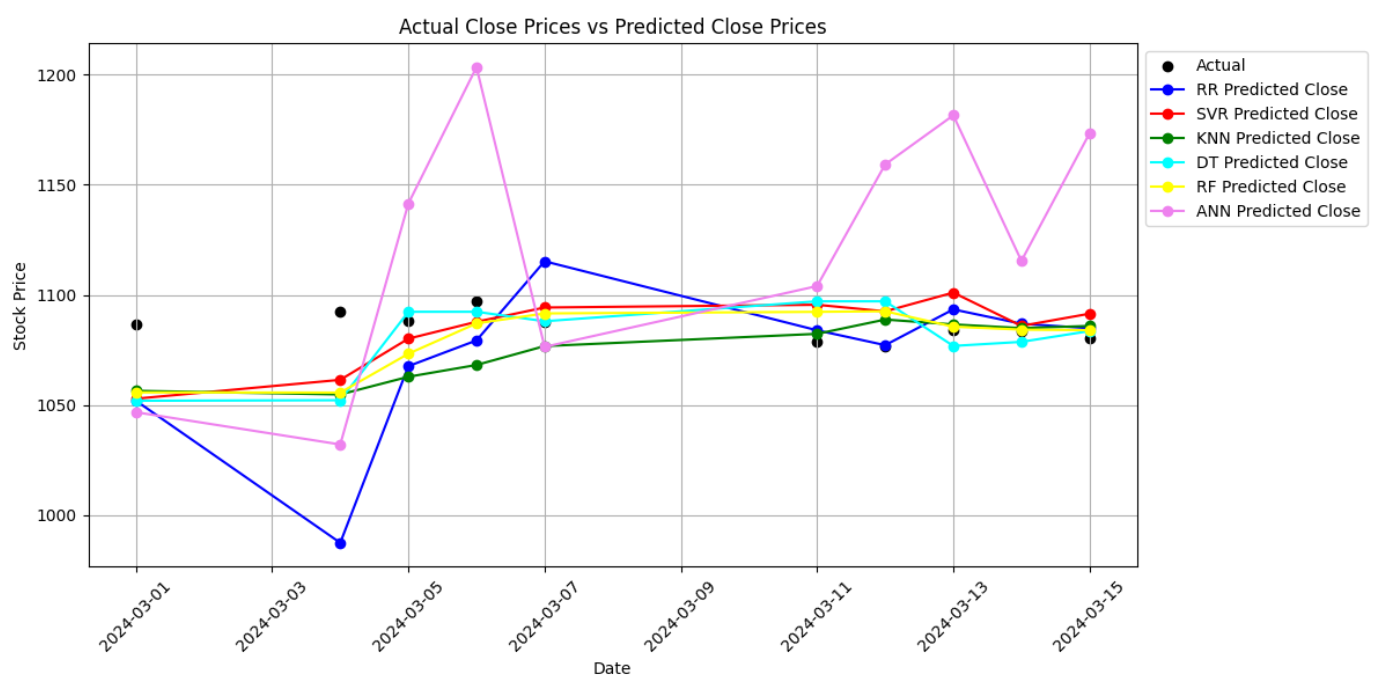 Actual Close Prices vs Predicted Close Prices
1200
1150
1100
1050
1000
Stock Price
2024-03-01
2024-03-03
2024-03-05
2024-03-07
2024-03-09
2024-03-11
2024-03-13
2024-03-15
Date
Actual
RR Predicted Close
SVR Predicted Close
KNN Predicted Close
DT Predicted Close
RF Predicted Close
ANN Predicted Close